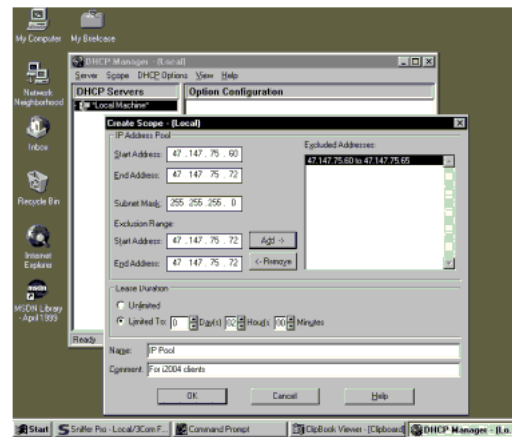 My Computer
My Briefcase
DHCP Manager - (Local)
Server Scope DHCP Options View Help
DHCP Servers
Option Configuration
*Local Machine*
Network Neighborhood
Inbox
Recycle Bin
Internet Explorer
MSDN Library - April 1999
Create Scope - (Local)
IP Address Pool
Start Address: 47 .147 .75 .60
End Address: 47 147 75 .72
Subnet Mask: 255 .255 .255 . 0
Exclusion Range:
Start Address: 47 .147 .75 .72
End Address: 47 .147 .75 .72
Add ->
<- Remove
Excluded Addresses:
47.147.75.60 to 47.147.75.65
Lease Duration
Unlimited
Limited To: 0 Day(s) 02 Hour(s) 00 Minutes
Name: IP Pool
Comment: For i2004 clients
OK Cancel Help
Ready
Start Sniffer Pro - Local/3Com F... Command Prompt ClipBook Viewer - [Clipboard] DHCP Manager - (Lo...